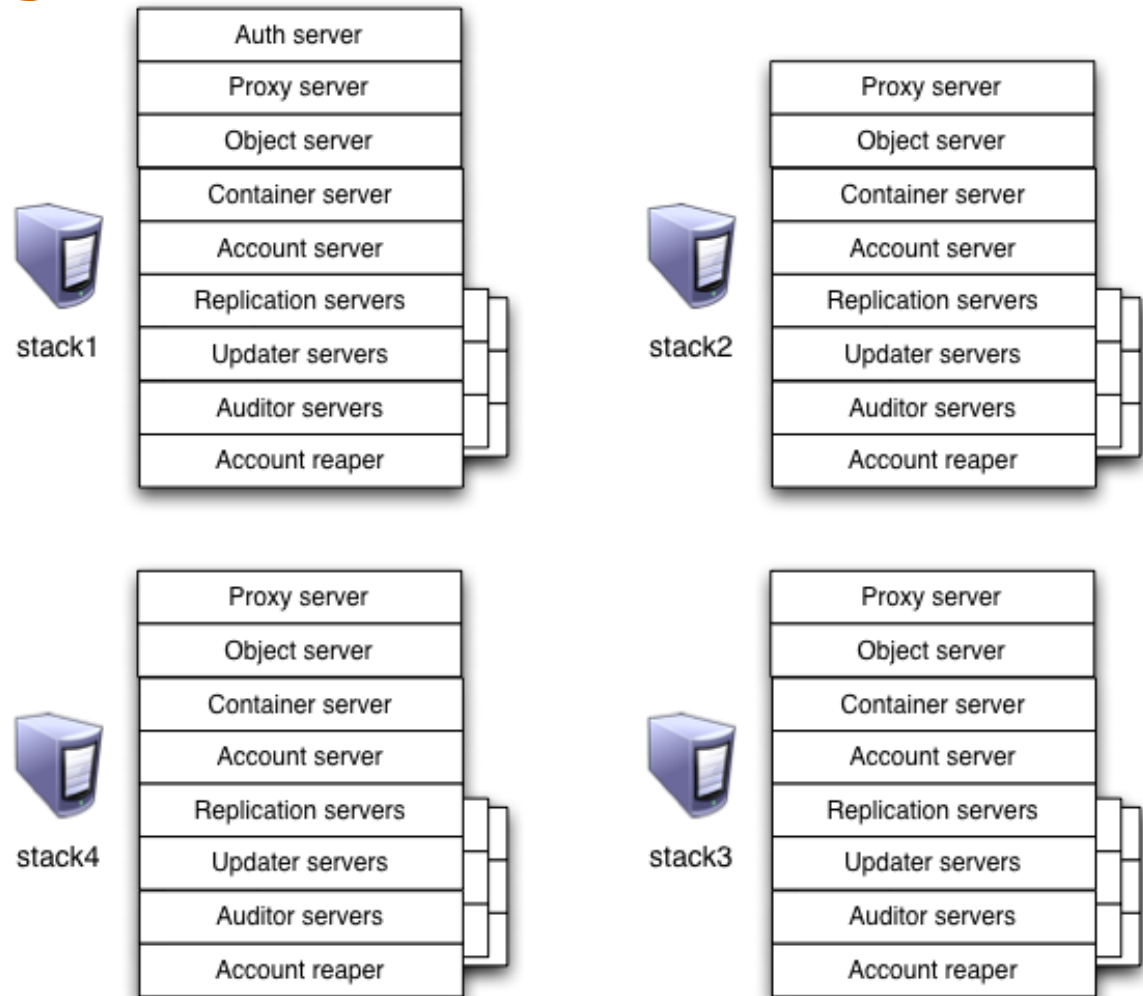 Auth server
Proxy server
Object server
Container server
Account server
Replication servers
Updater servers
Auditor servers
Account reaper
stack1
Proxy server
Object server
Container server
Account server
Replication servers
Updater servers
Auditor servers
Account reaper
stack2
Proxy server
Object server
Container server
Account server
Replication servers
Updater servers
Auditor servers
Account reaper
stack4
Proxy server
Object server
Container server
Account server
Replication servers
Updater servers
Auditor servers
Account reaper
stack3